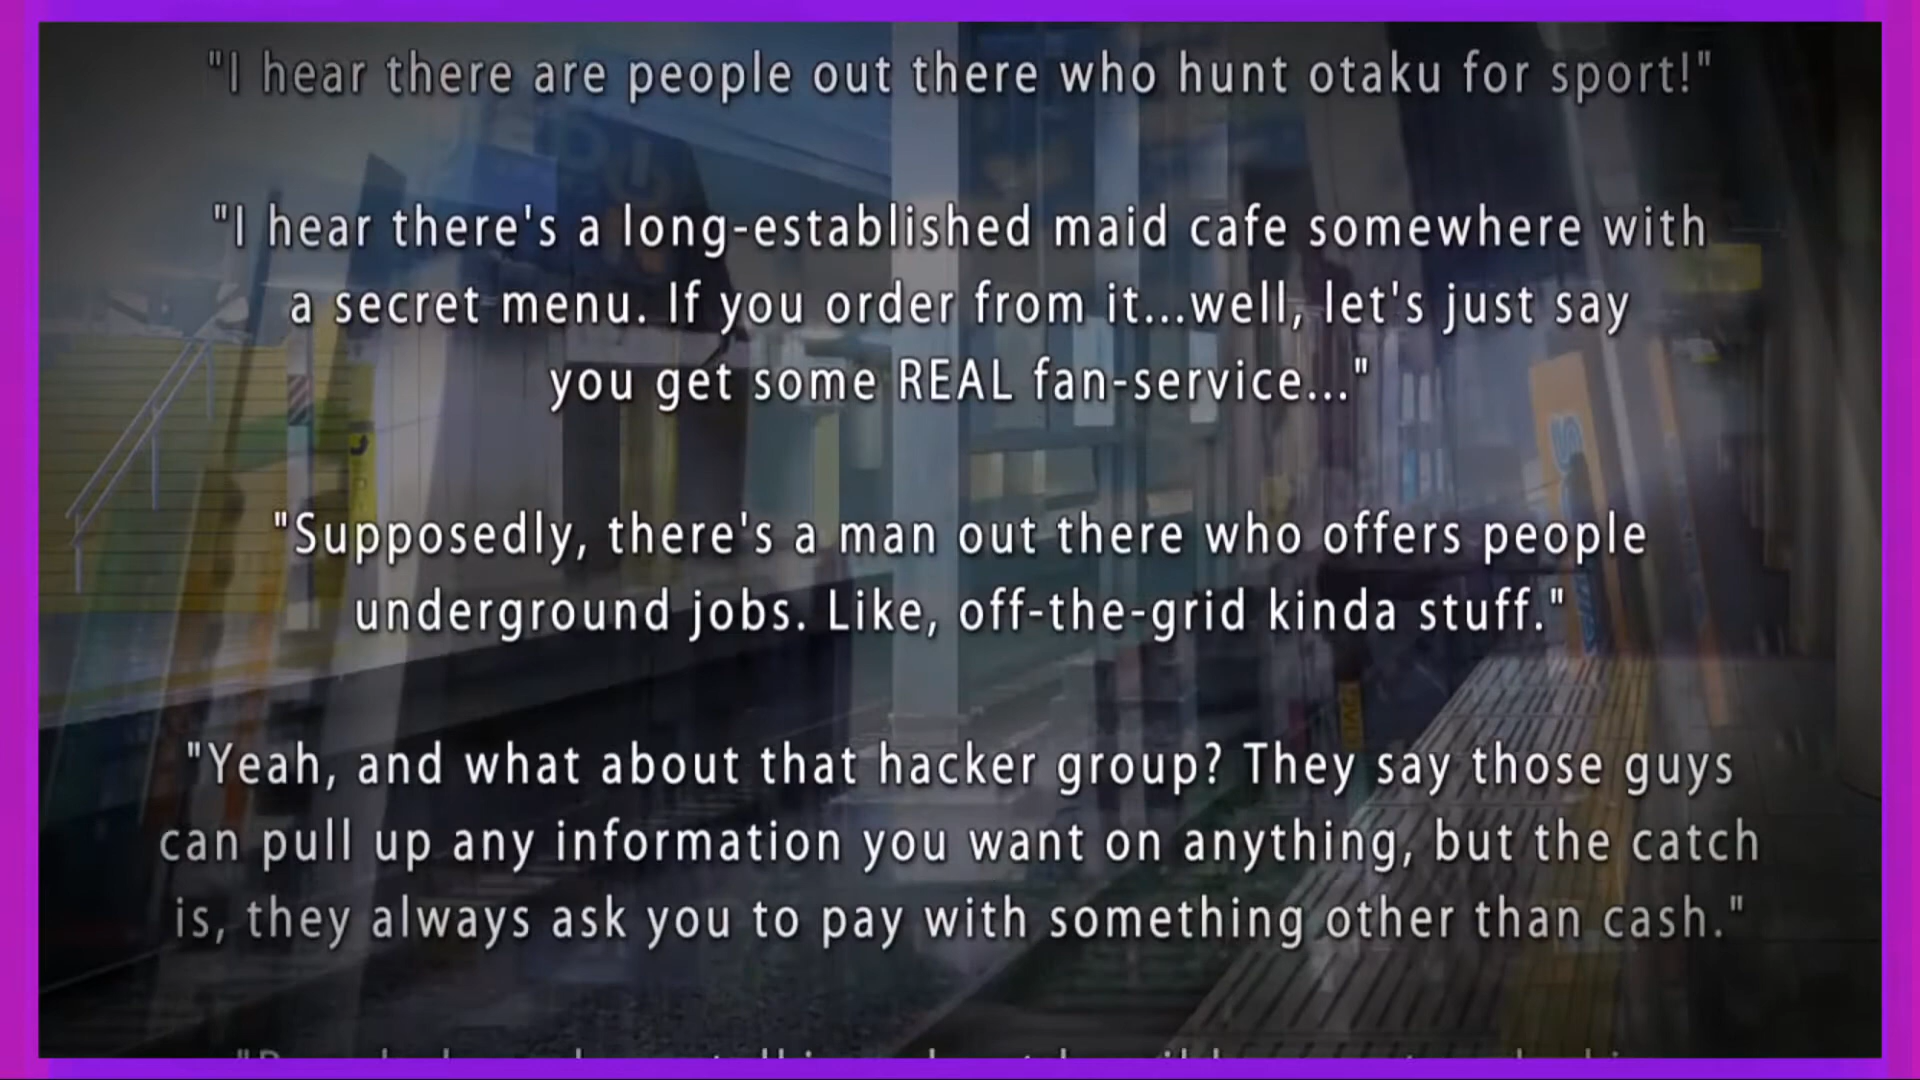 "I hear there are people out there who hunt otaku for sport!"
"I hear there's a long-established maid cafe somewhere with
a secret menu. If you order from it...well, let's just say
you get some REAL fan-service..."
"Supposedly, there's a man out there who offers people
underground jobs. Like, off-the-grid kinda stuff."
"Yeah, and what about that hacker group? They say those guys
can pull up any information you want on anything, but the catch
is, they always ask you to pay with something other than cash."